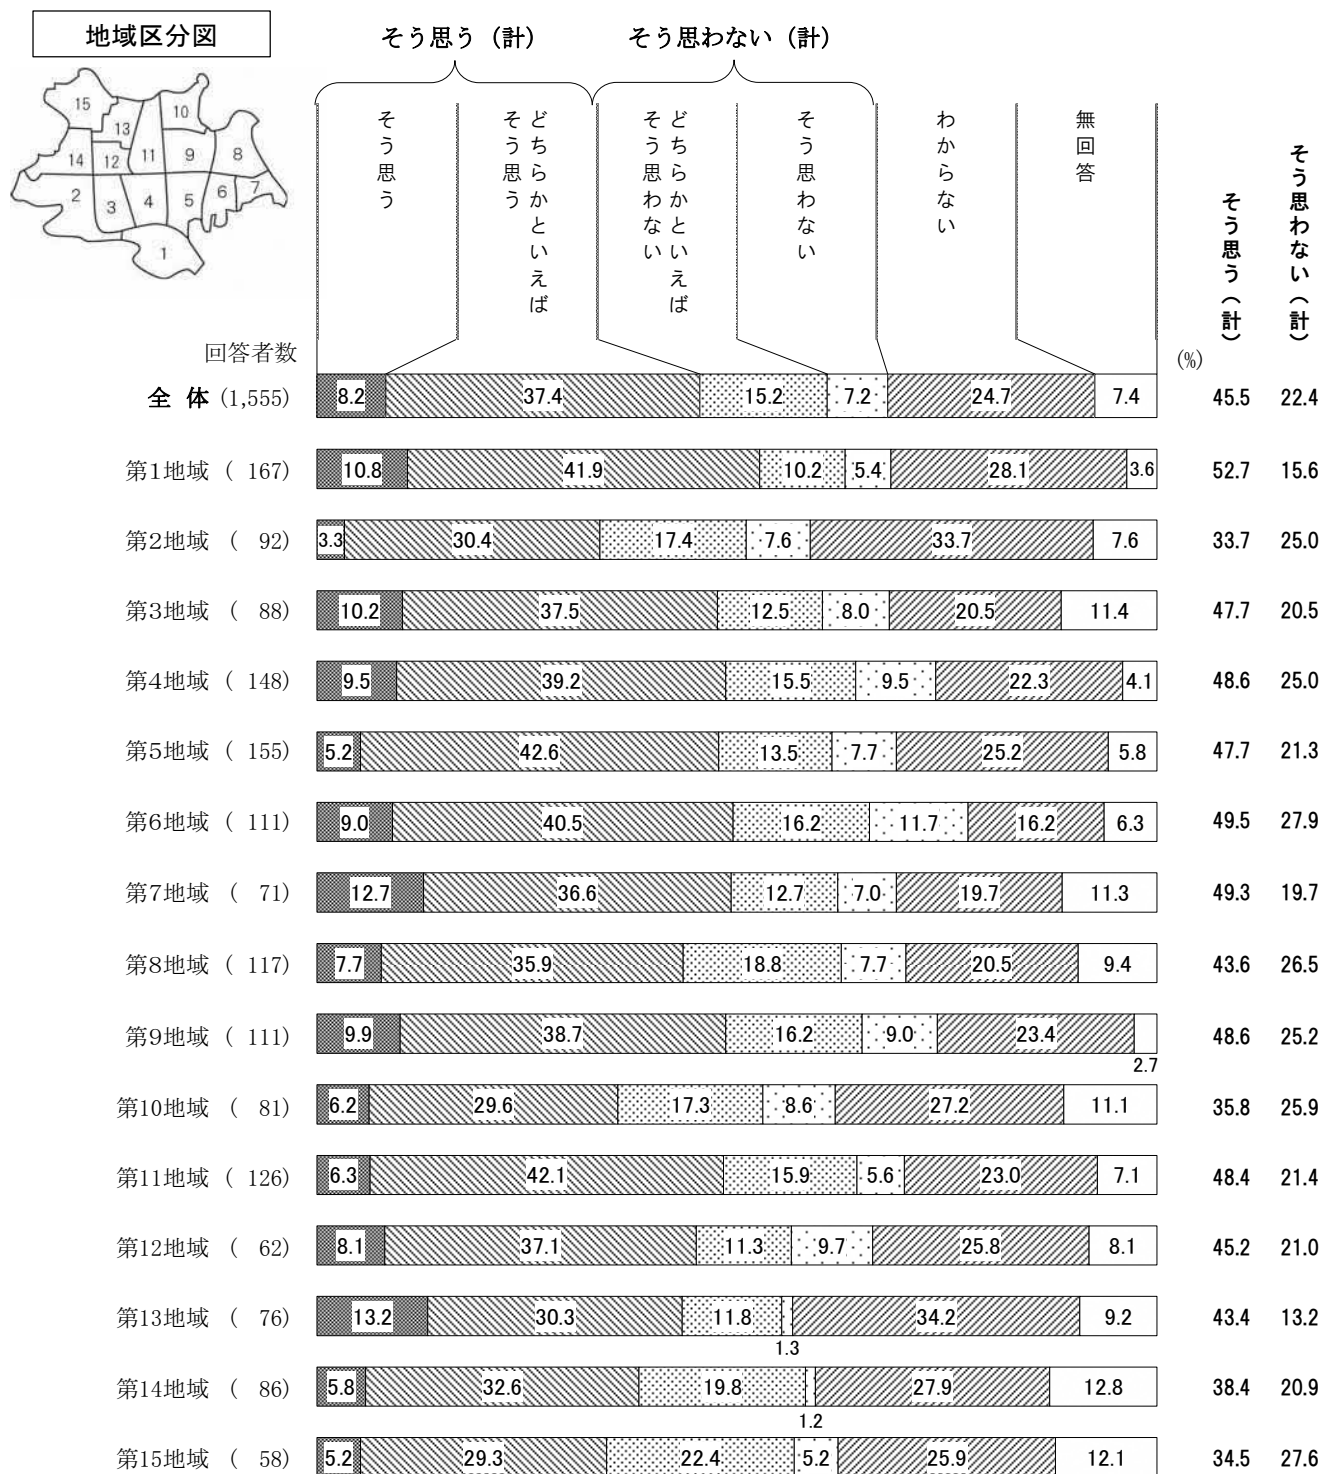 地域区分図
そう思う（計）
そう思わない（計）
15
10
13
14
12
11
9
8
2
3
4
5
6
7
1
そう思う
どちらかといえば
そう思う
どちらかといえば
そう思わない
そう思わない
わからない
無回答
そう思う（計）
そう思わない（計）
回答者数
(%)
全 体 (1,555) 8.2 37.4 15.2 7.2 24.7 7.4 45.5 22.4
第1地域 ( 167) 10.8 41.9 10.2 5.4 28.1 3.6 52.7 15.6
第2地域 ( 92) 3.3 30.4 17.4 7.6 33.7 7.6 33.7 25.0
第3地域 ( 88) 10.2 37.5 12.5 8.0 20.5 11.4 47.7 20.5
第4地域 ( 148) 9.5 39.2 15.5 9.5 22.3 4.1 48.6 25.0
第5地域 ( 155) 5.2 42.6 13.5 7.7 25.2 5.8 47.7 21.3
第6地域 ( 111) 9.0 40.5 16.2 11.7 16.2 6.3 49.5 27.9
第7地域 ( 71) 12.7 36.6 12.7 7.0 19.7 11.3 49.3 19.7
第8地域 ( 117) 7.7 35.9 18.8 7.7 20.5 9.4 43.6 26.5
第9地域 ( 111) 9.9 38.7 16.2 9.0 23.4 2.7 48.6 25.2
第10地域 ( 81) 6.2 29.6 17.3 8.6 27.2 11.1 35.8 25.9
第11地域 ( 126) 6.3 42.1 15.9 5.6 23.0 7.1 48.4 21.4
第12地域 ( 62) 8.1 37.1 11.3 9.7 25.8 8.1 45.2 21.0
第13地域 ( 76) 13.2 30.3 11.8 1.3 34.2 9.2 43.4 13.2
第14地域 ( 86) 5.8 32.6 19.8 1.2 27.9 12.8 38.4 20.9
第15地域 ( 58) 5.2 29.3 22.4 5.2 25.9 12.1 34.5 27.6